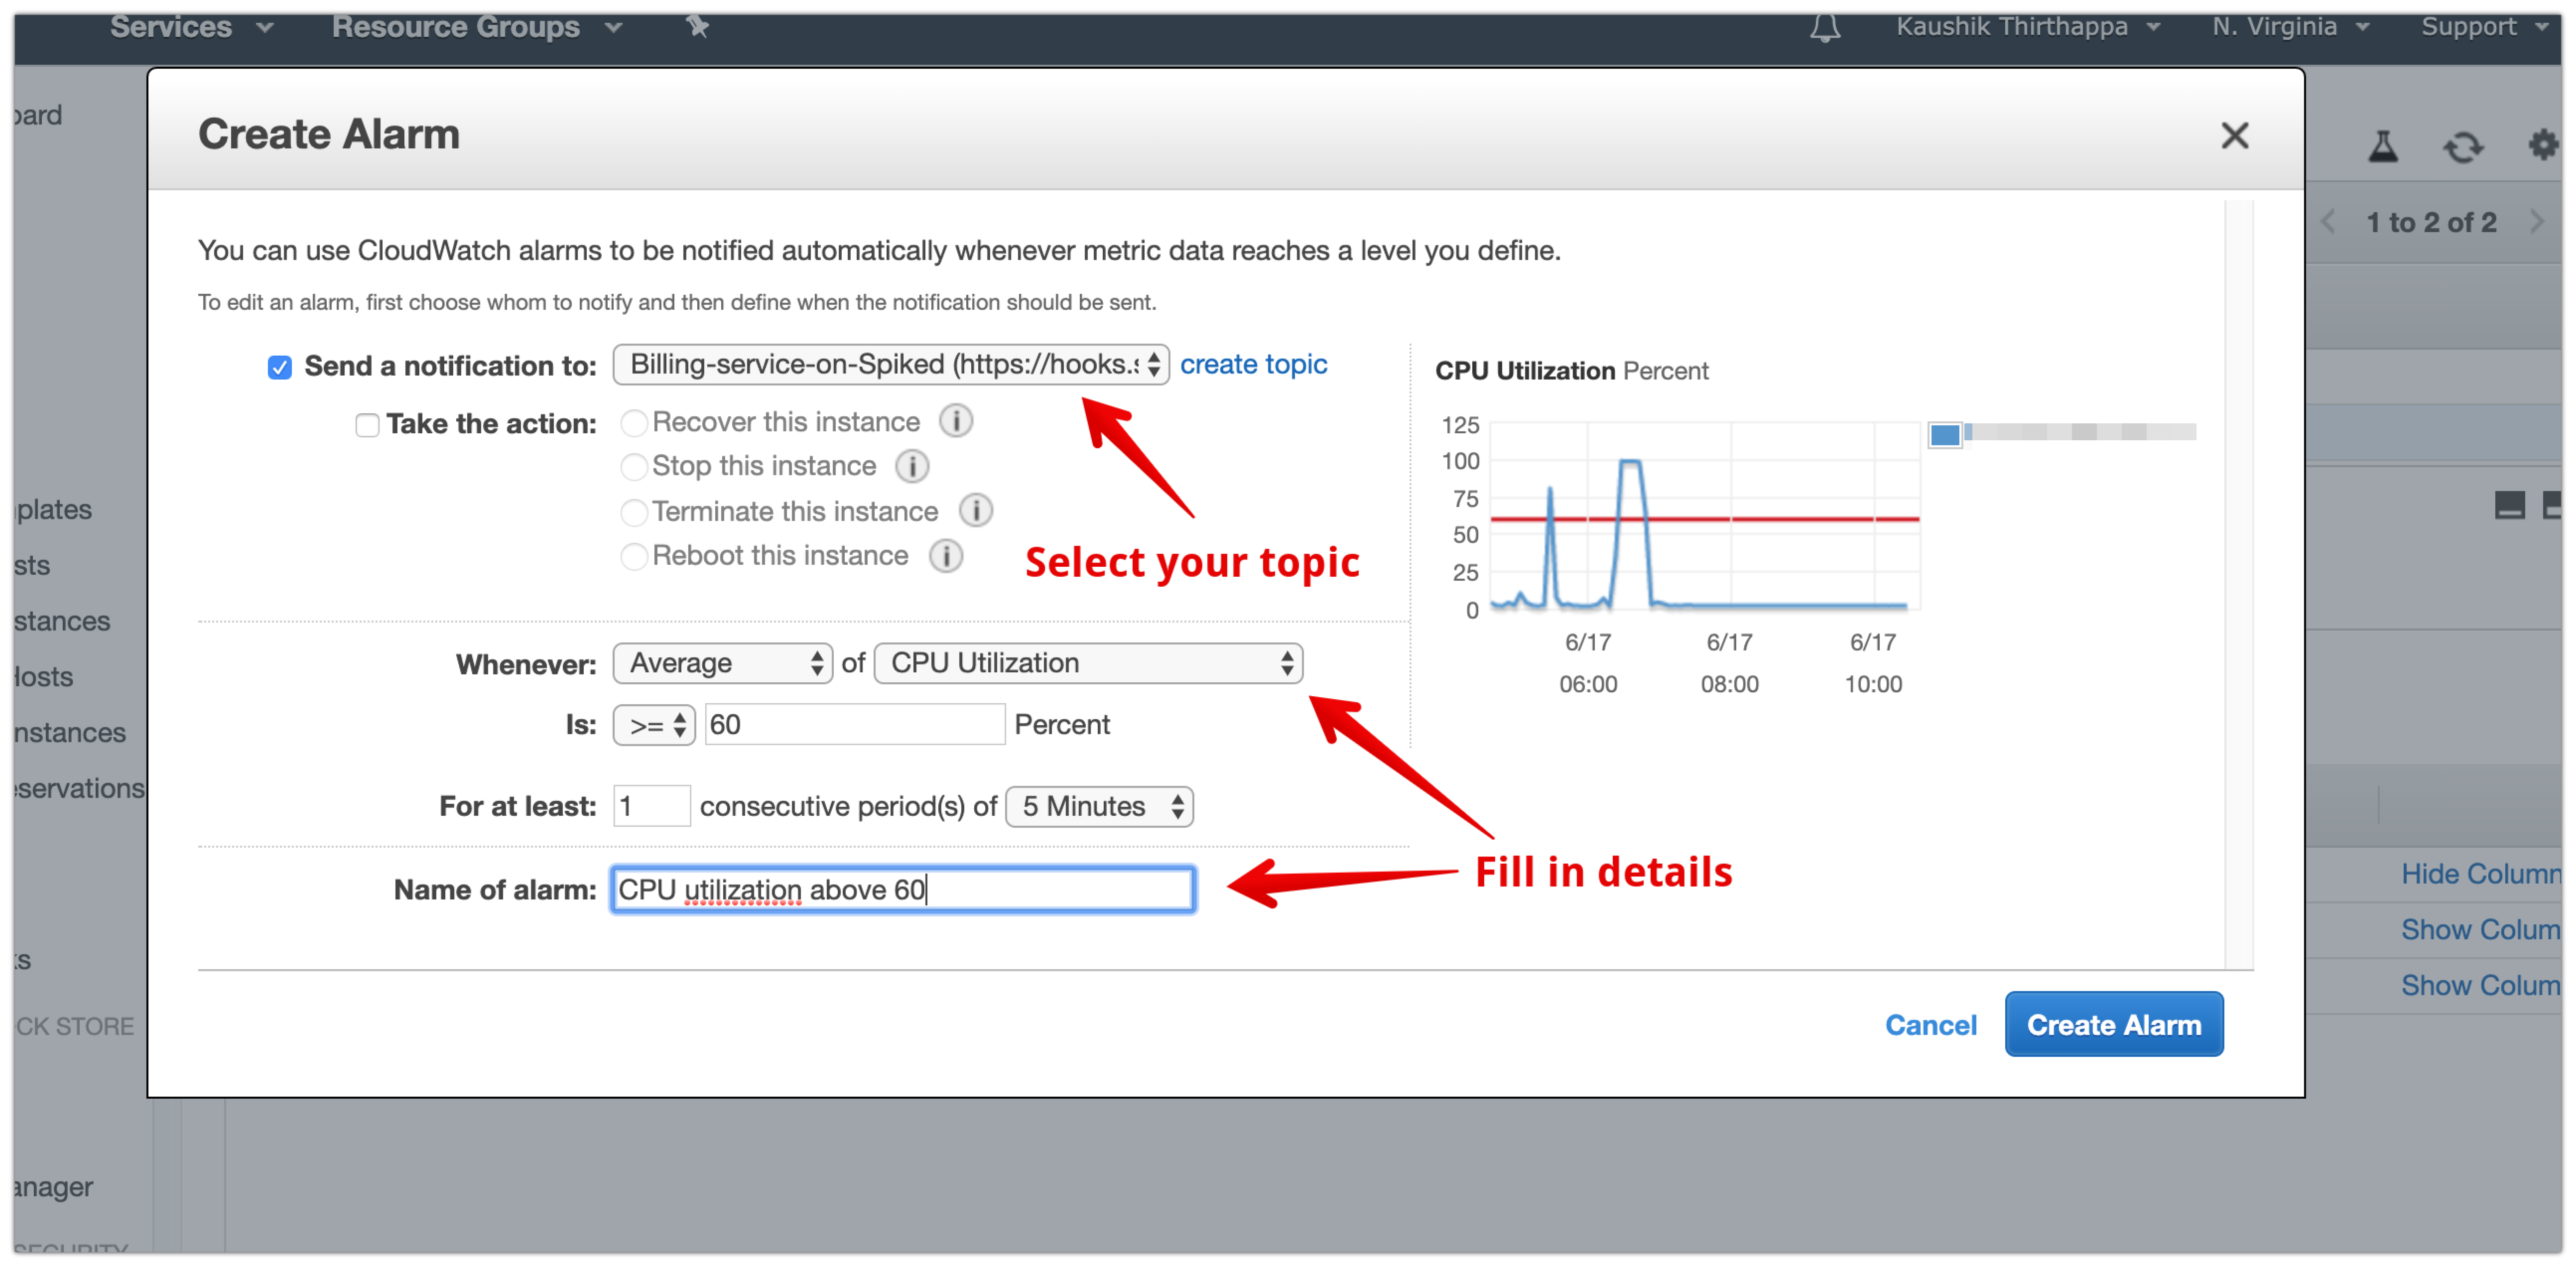 Services Resource Groups Kaushik Thirthappa N. Virginia Support
Create Alarm
1 to 2 of 2
You can use CloudWatch alarms to be notified automatically whenever metric data reaches a level you define.
To edit an alarm, first choose whom to notify and then define when the notification should be sent.
Send a notification to: Billing-service-on-Spiked (https://hooks.s create topic
Take the action: Recover this instance i
Stop this instance i
Terminate this instance i
Reboot this instance i
Select your topic
CPU Utilization Percent
125
100
75
50
25
0
6/17 6/17 6/17
06:00 08:00 10:00
Whenever: Average of CPU Utilization
Is: >= 60 Percent
For at least: 1 consecutive period(s) of 5 Minutes
Name of alarm: CPU utilization above 60
Fill in details
Cancel Create Alarm
oard
plates
sts
stances
Hosts
nstances
eservations
ks
CK STORE
anager
SECURITY
Hide Column
Show Colum
Show Colum